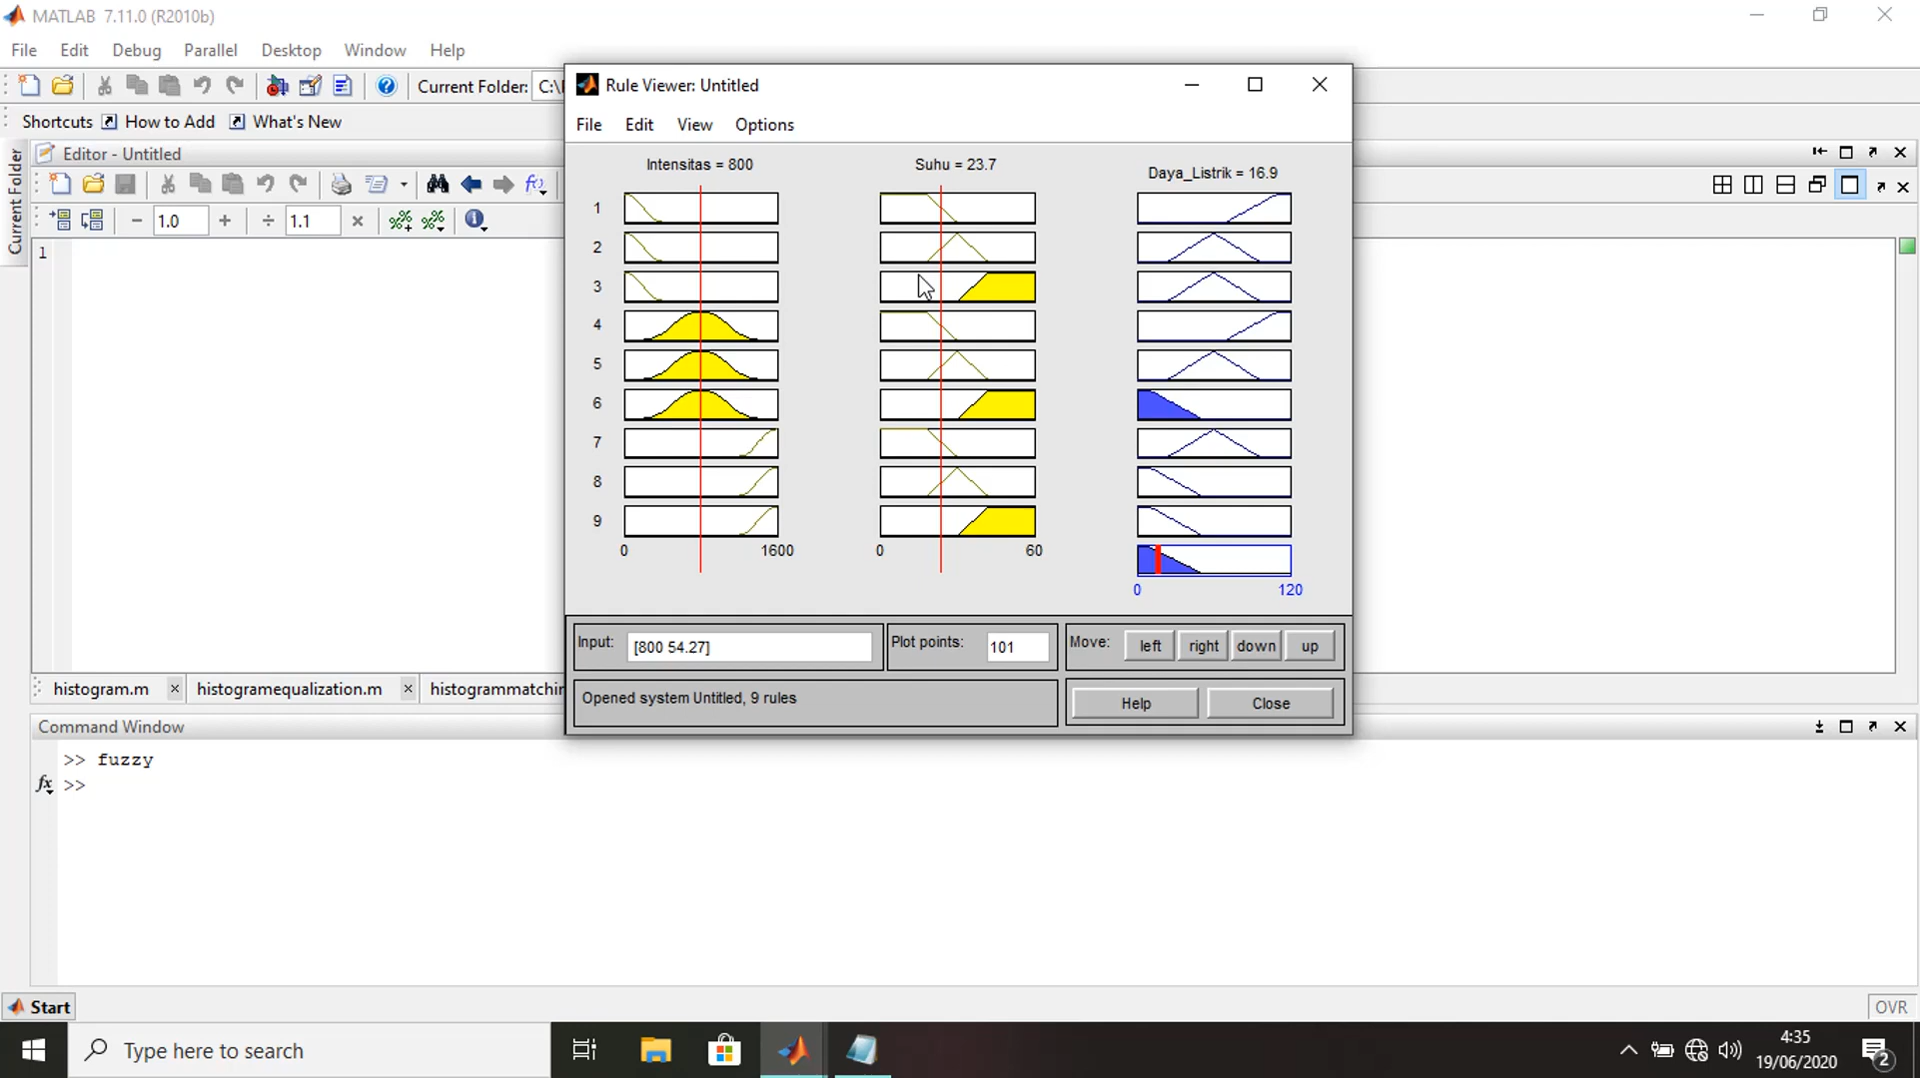 MATLAB 7.11.0 (R2010b)
File Edit Debug Parallel Desktop Window Help
Current Folder: C:\
Shortcuts How to Add What's New
Current Folder
Editor - Untitled
1.0 1.1
1
histogram.m histogramequalization.m histogrammatchin
Command Window
>> fuzzy
fx >>
Start
OVR
Rule Viewer: Untitled
File Edit View Options
Intensitas = 800 Suhu = 23.7 Daya_Listrik = 16.9
1
2
3
4
5
6
7
8
9
0 1600 0 60
0 120
Input: [800 54.27] Plot points: 101 Move: left right down up
Opened system Untitled, 9 rules Help Close
Type here to search
4:35
19/06/2020
2